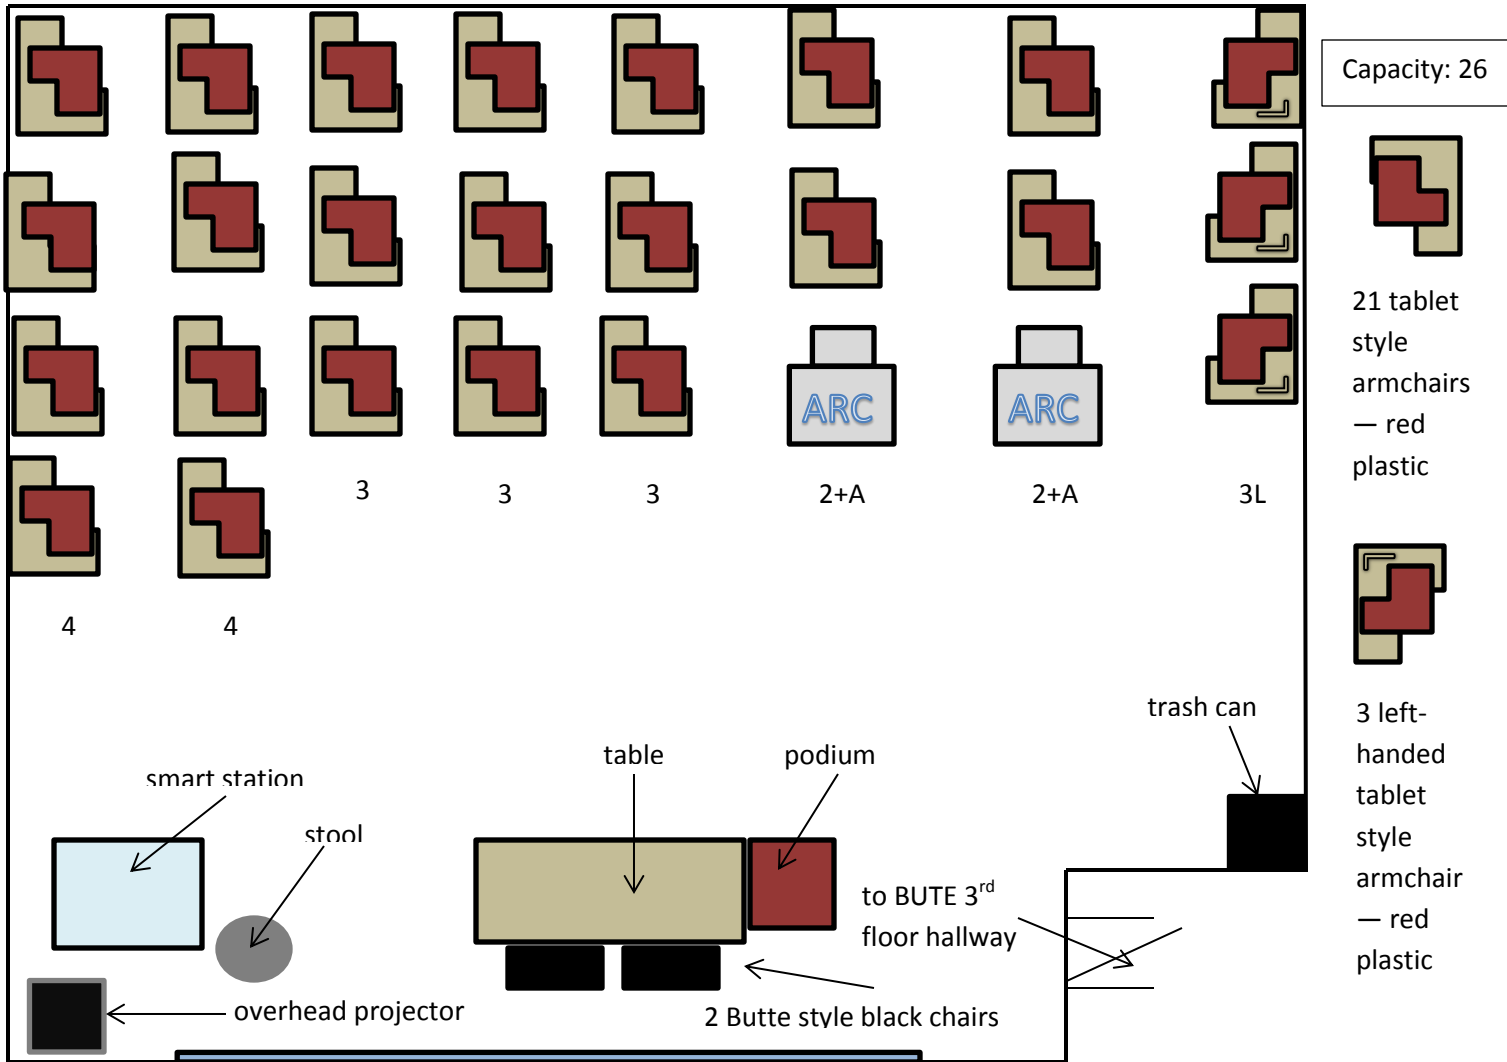 Capacity: 26
21 tablet
style
armchairs
— red
plastic
ARC
ARC
3
3
3
2+A
2+A
3L
4
4
3 left-
handed
tablet
style
armchair
— red
plastic
trash can
table
podium
smart station
stool
to BUTE 3rd
floor hallway
overhead projector
2 Butte style black chairs